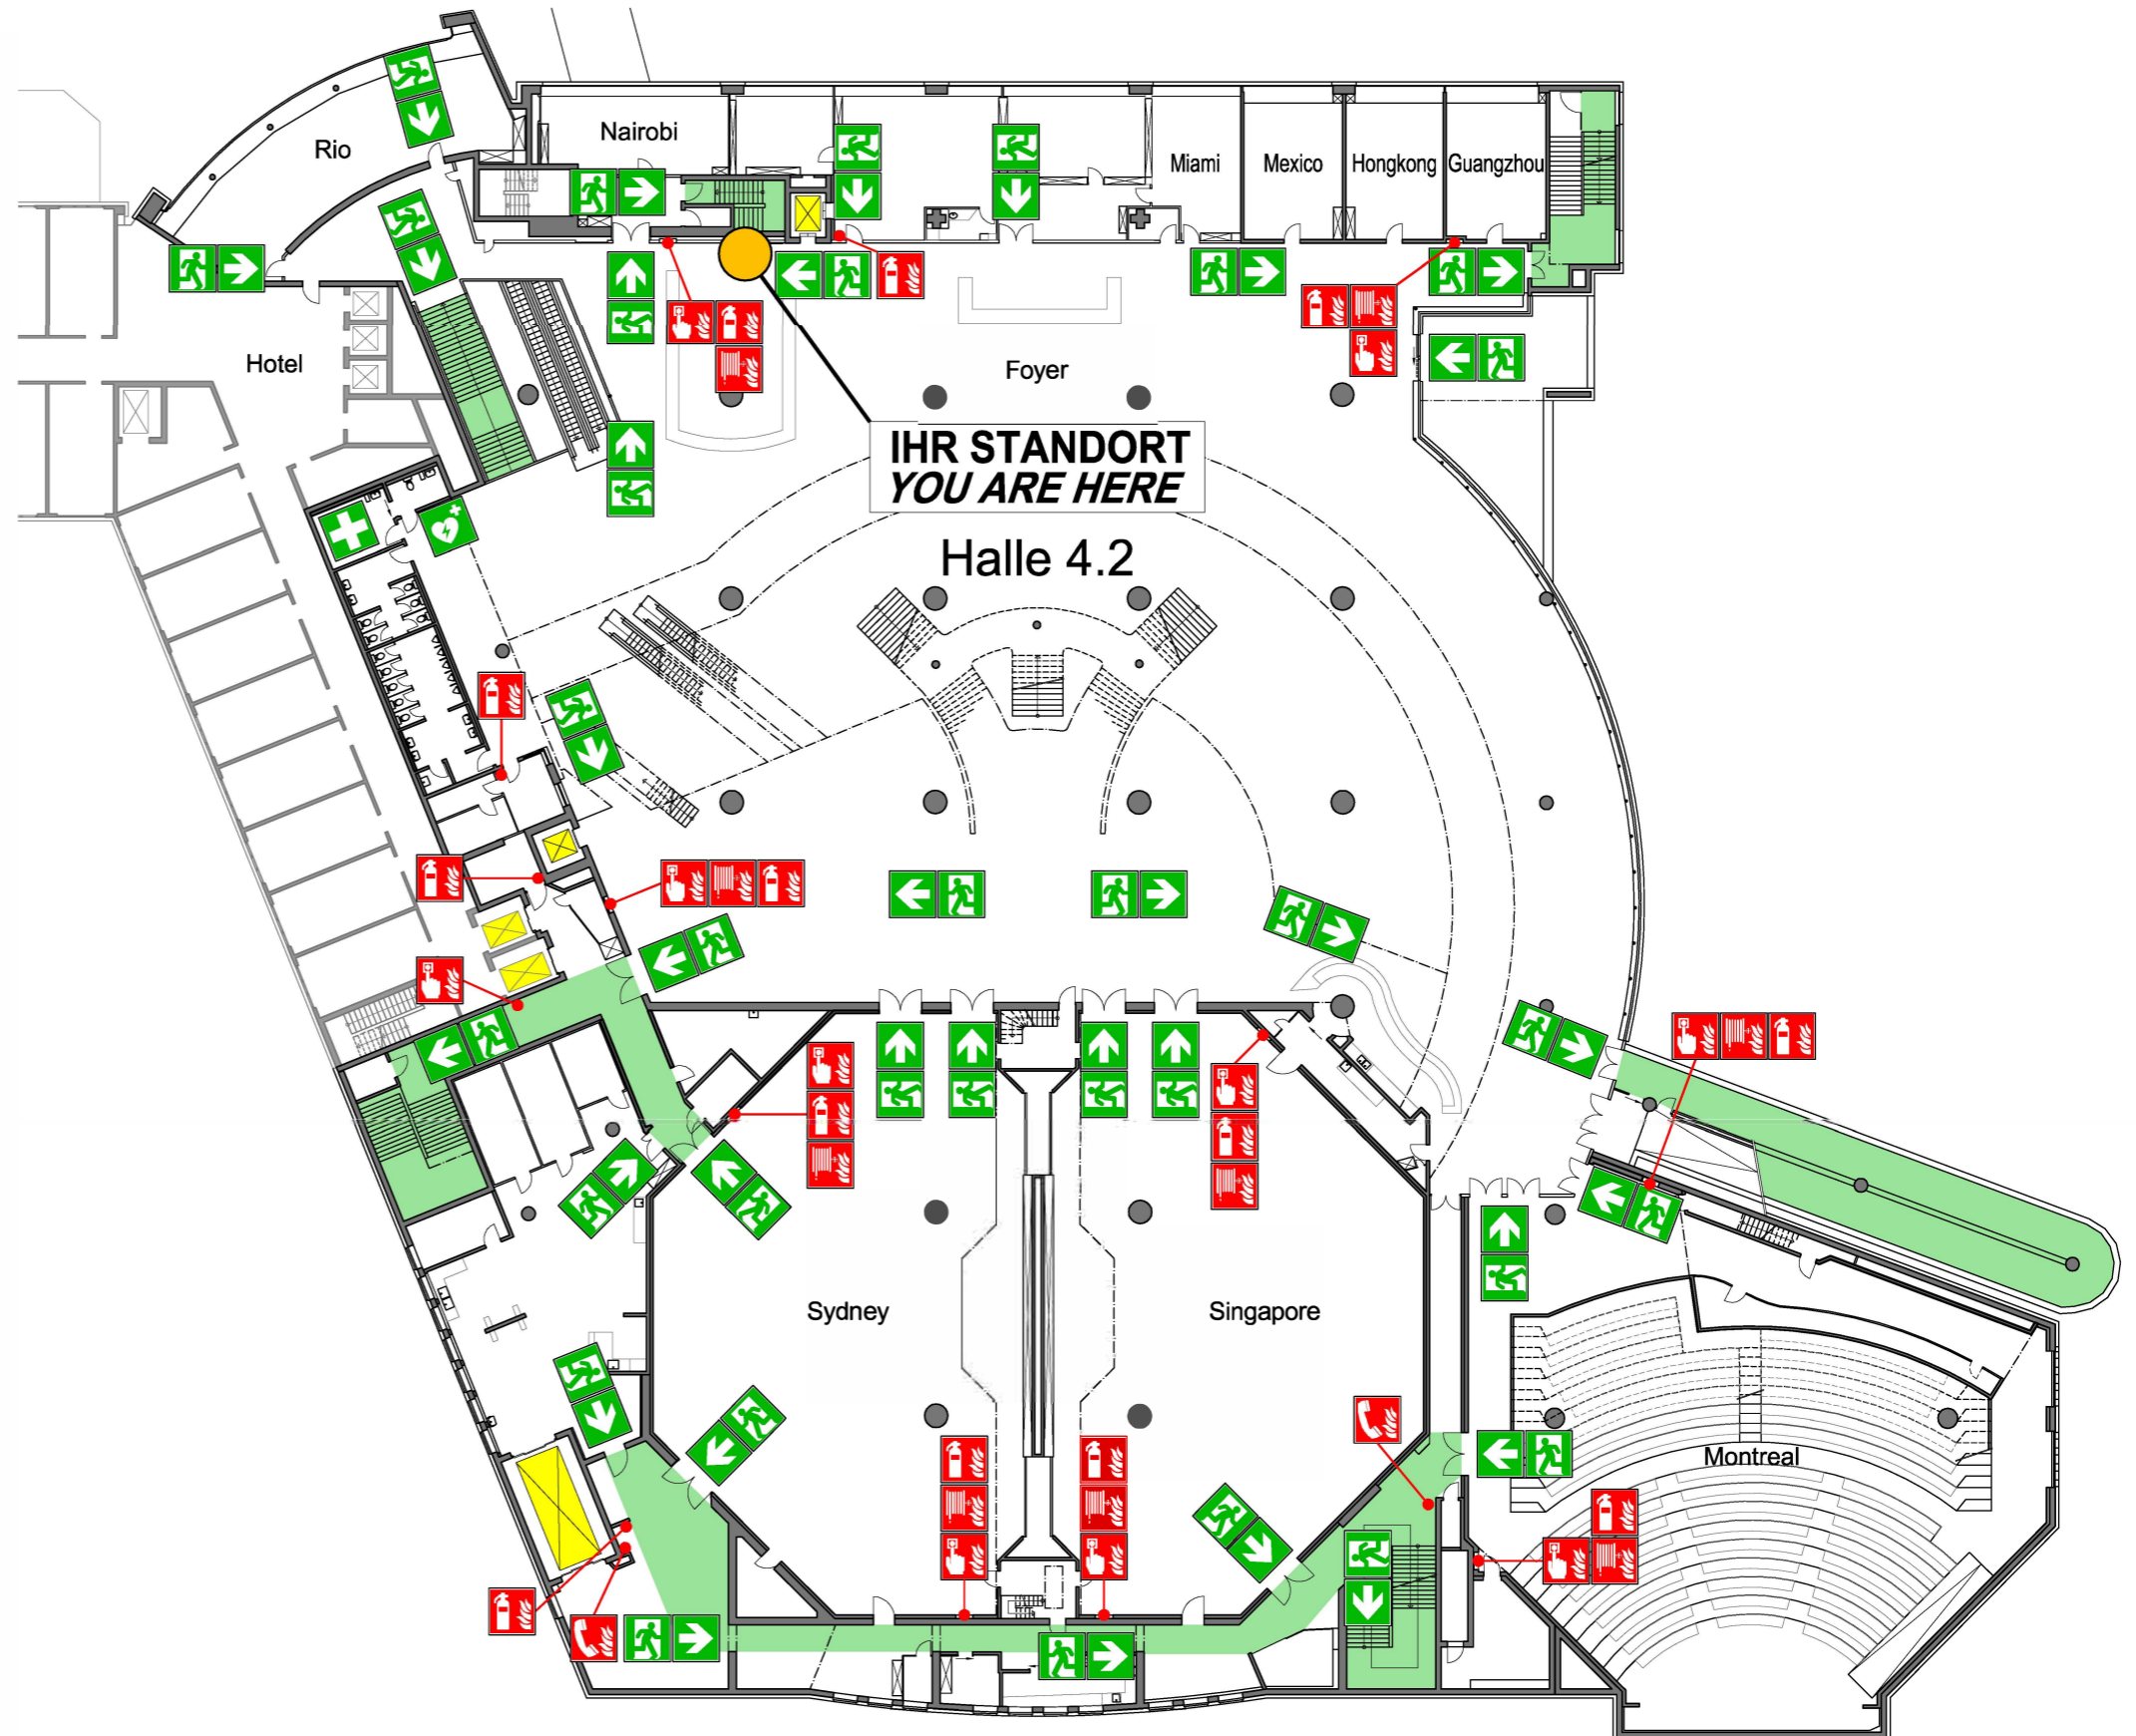 Rio
Nairobi
Miami
Mexico
Hongkong
Guangzhou
Hotel
Foyer
IHR STANDORT
YOU ARE HERE
Halle 4.2
Sydney
Singapore
Montreal